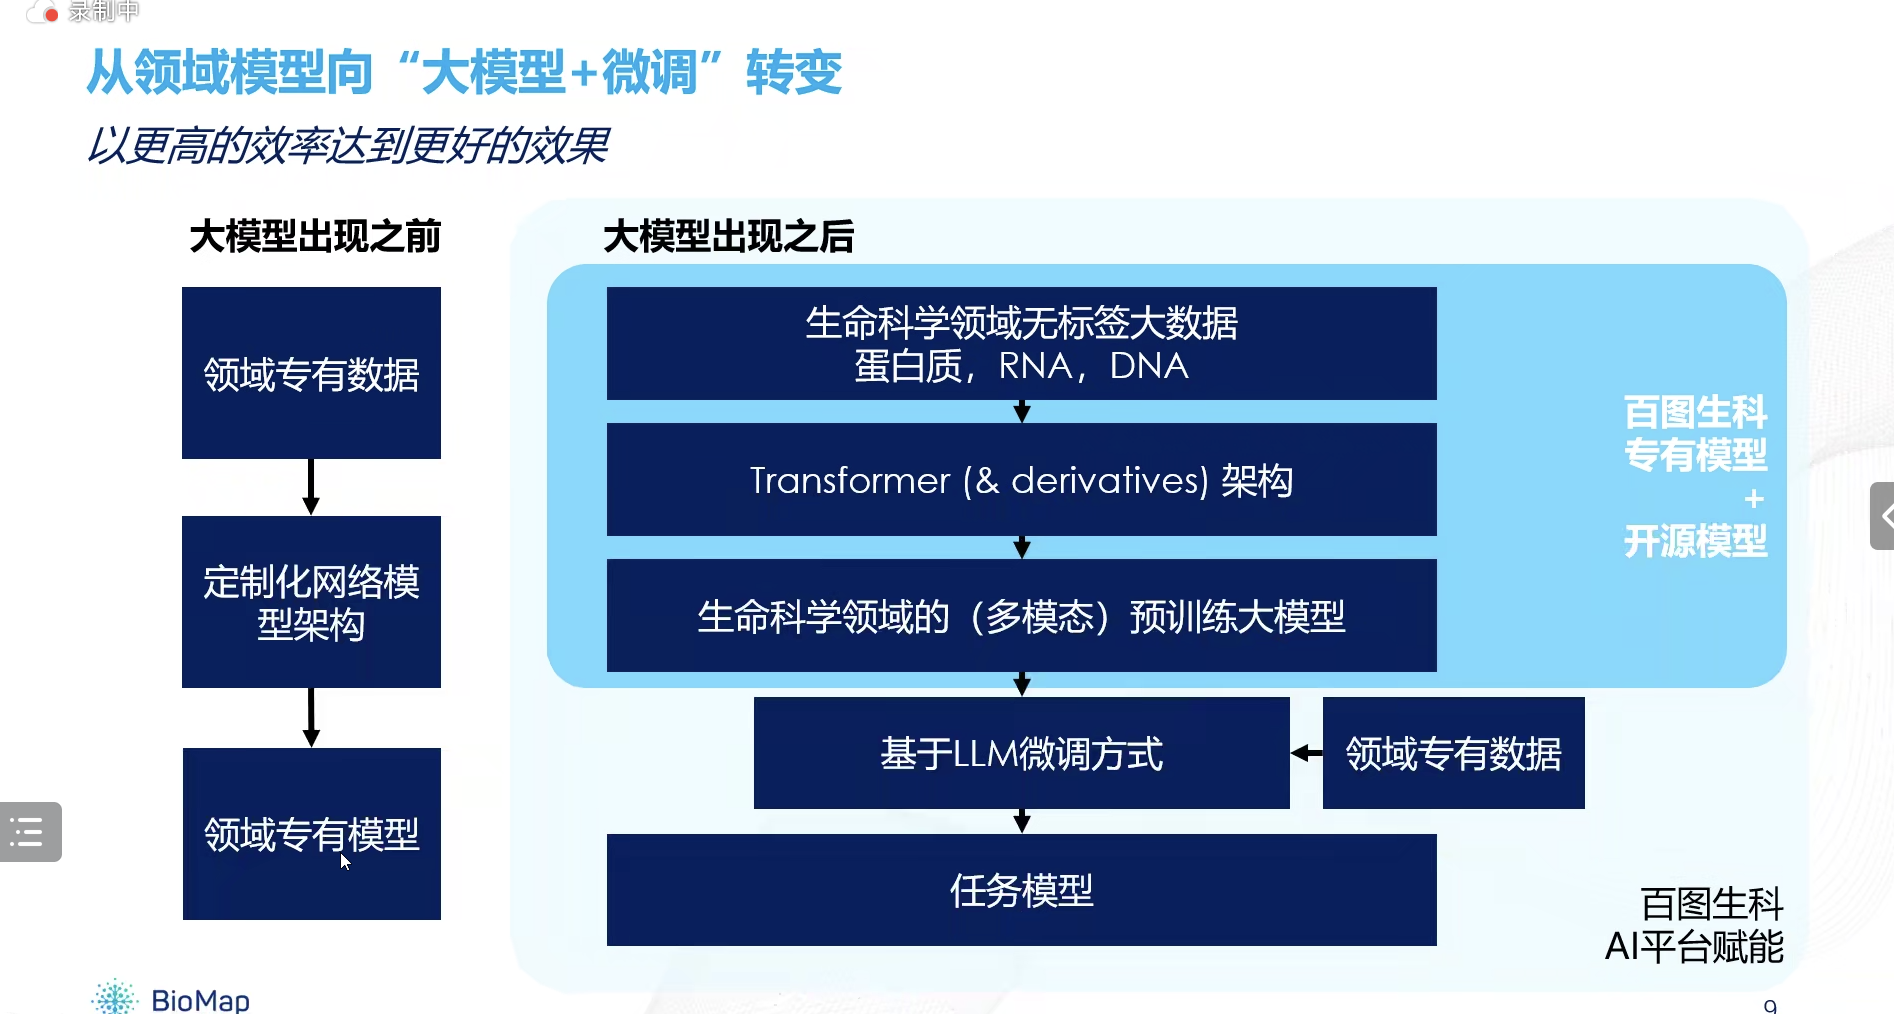 录制中
从领域模型向“大模型+微调”转变
以更高的效率达到更好的效果
大模型出现之前
领域专有数据
定制化网络模
型架构
领域专有模型
大模型出现之后
生命科学领域无标签大数据
蛋白质，RNA，DNA
Transformer (& derivatives) 架构
生命科学领域的（多模态）预训练大模型
百图生科
专有模型
+
开源模型
基于LLM微调方式
领域专有数据
任务模型
百图生科
AI平台赋能
BioMap
9